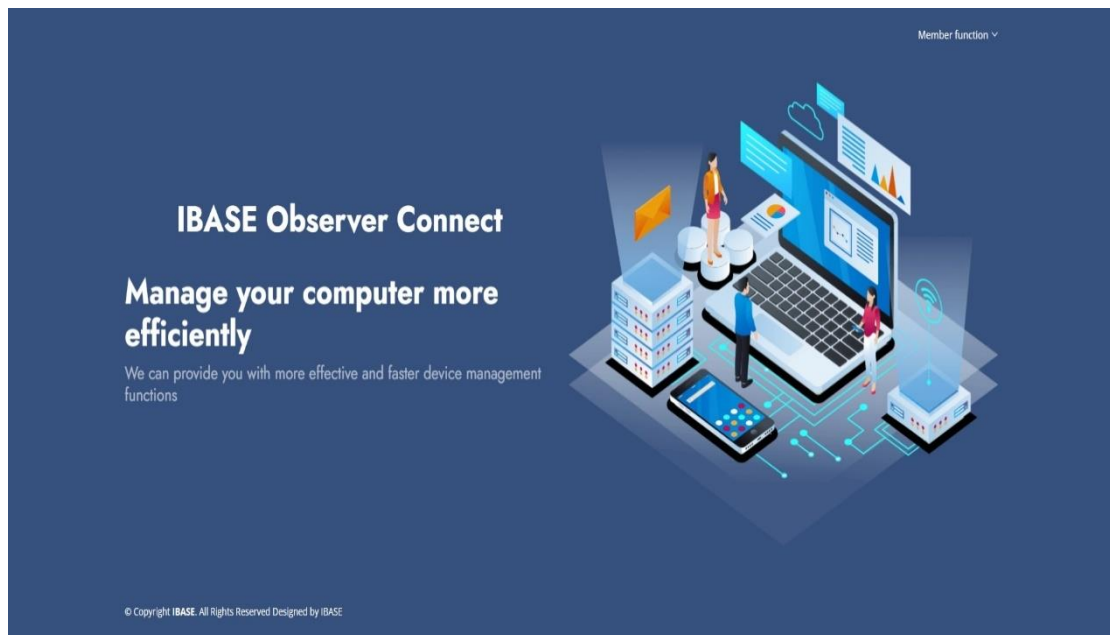 Member function
IBASE Observer Connect
Manage your computer more
efficiently
We can provide you with more effective and faster device management
functions
© Copyright IBASE. All Rights Reserved Designed by IBASE